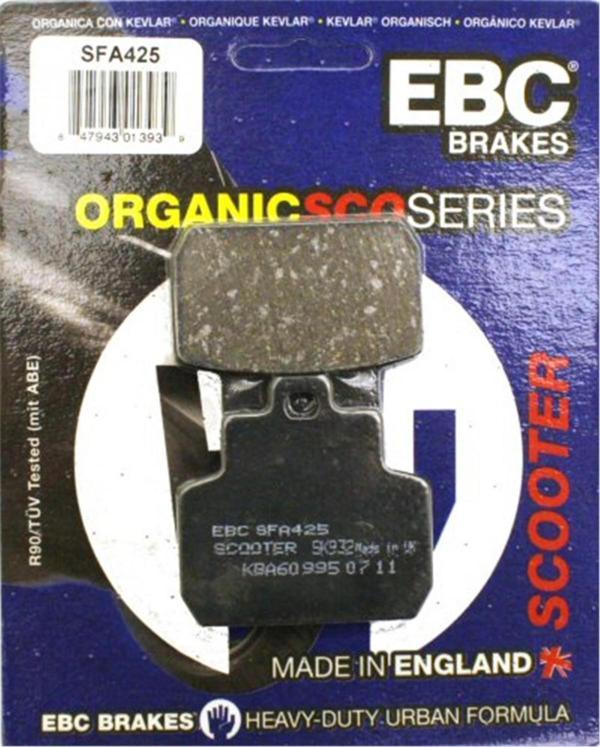 ORGANICA CON KEVLAR® • ORGANIQUE KEVLAR® • KEVLAR® ORGANISCH • ORGÂNICO KEVLAR®
SFA425
8 47943 01393 9
EBC®
BRAKES
ORGANICSCOSERIES
R90/TÜV Tested (mit ABE)
SCOOTER
EBC SFA425
SCOOTER SK932 Made in UK
KBA60995 0711
MADE IN ENGLAND
EBC BRAKES® HEAVY-DUTY URBAN FORMULA